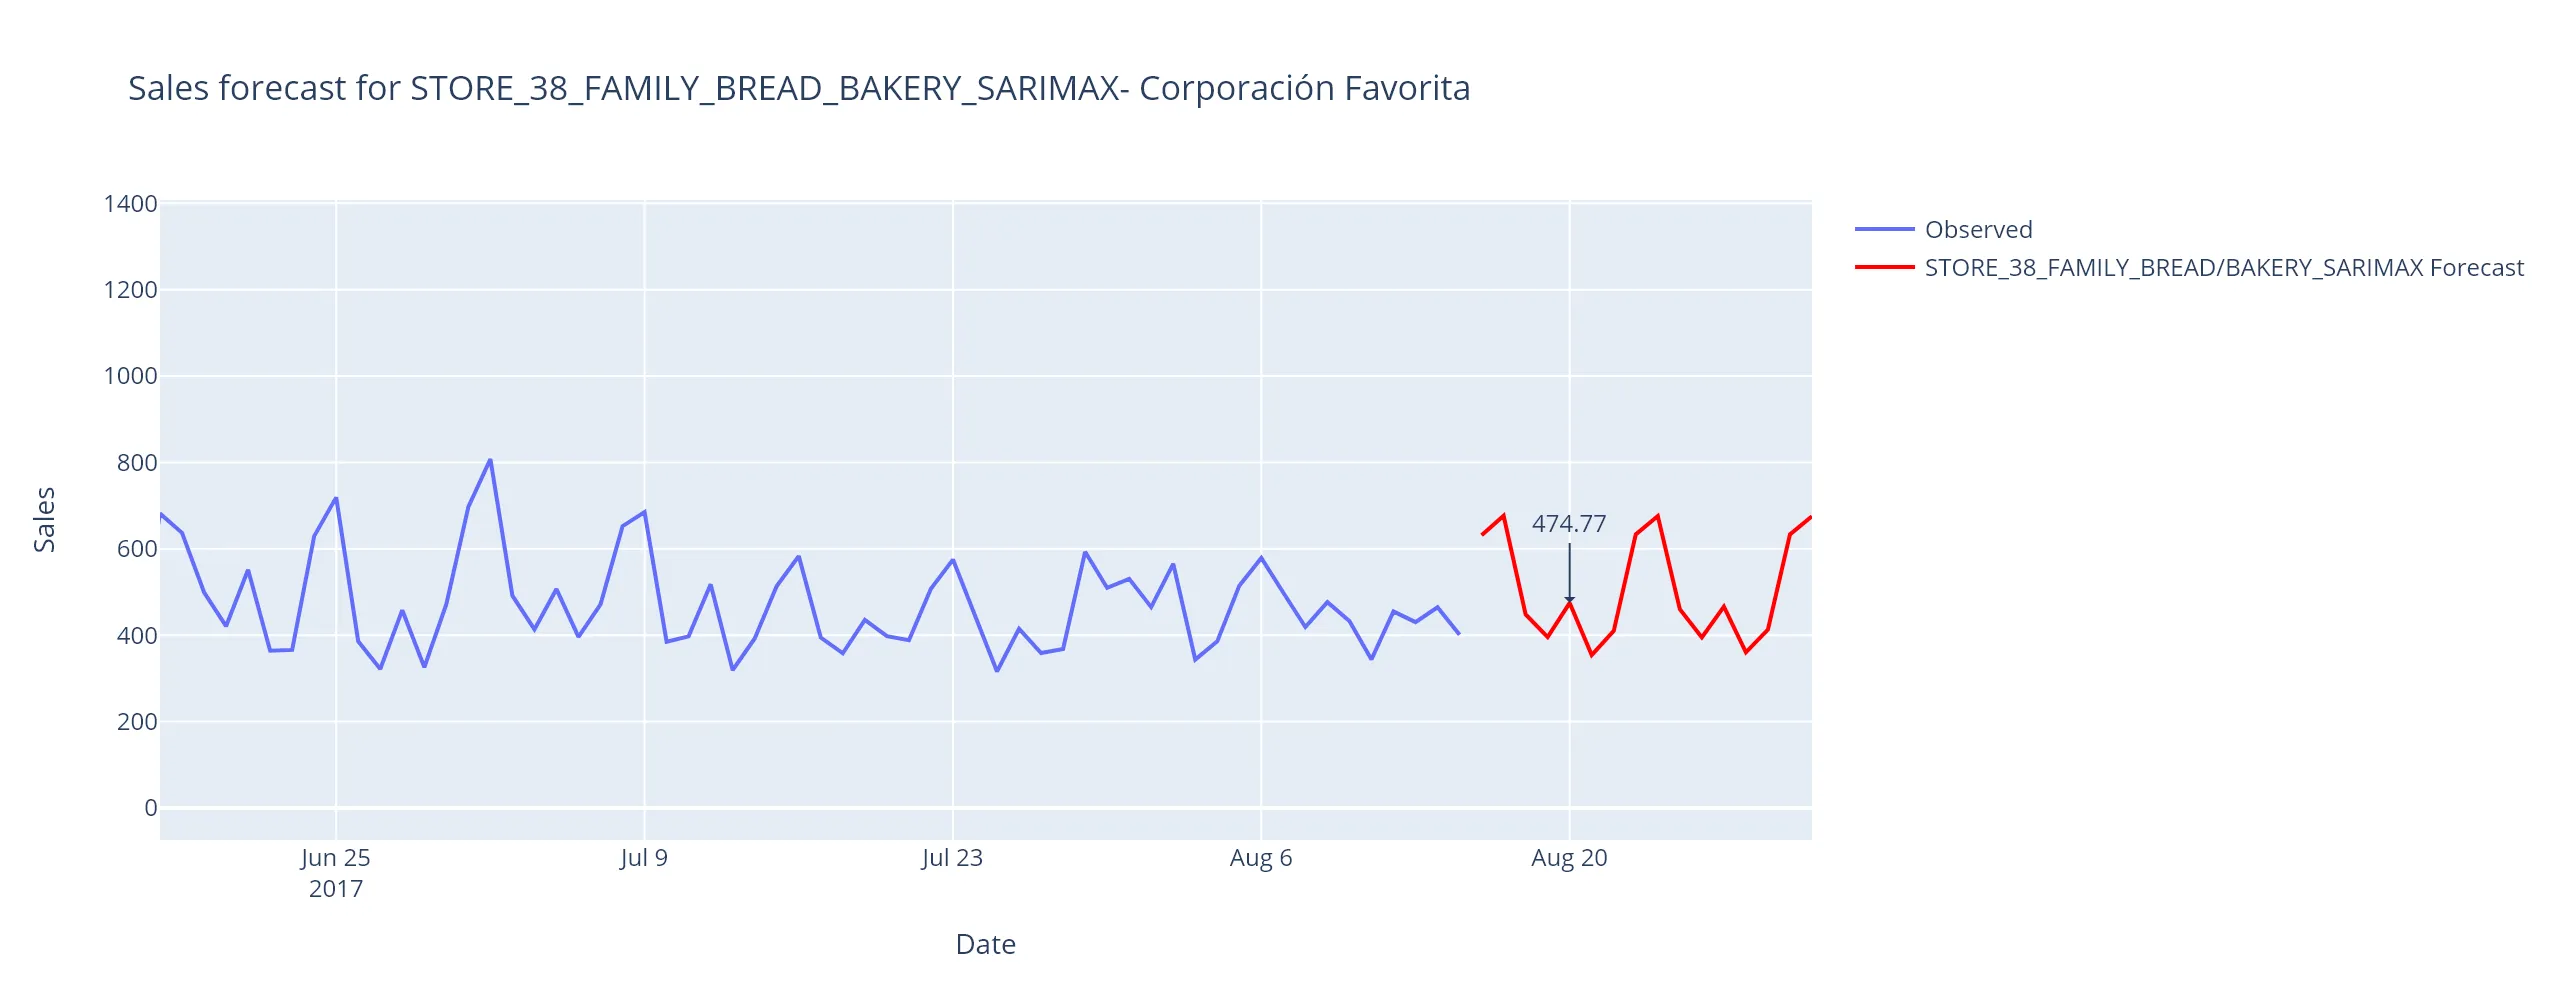 Sales forecast for STORE_38_FAMILY_BREAD_BAKERY_SARIMAX- Corporación Favorita
Observed
STORE_38_FAMILY_BREAD/BAKERY_SARIMAX Forecast
1400
1200
1000
800
600
400
200
0
Sales
474.77
Jun 25
2017
Jul 9
Jul 23
Aug 6
Aug 20
Date